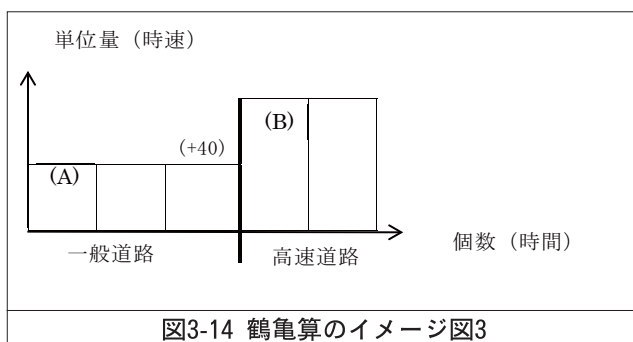 単位量（時速）
(B)
(+40)
(A)
一般道路
高速道路
個数（時間）
図3-14 鶴亀算のイメージ図3